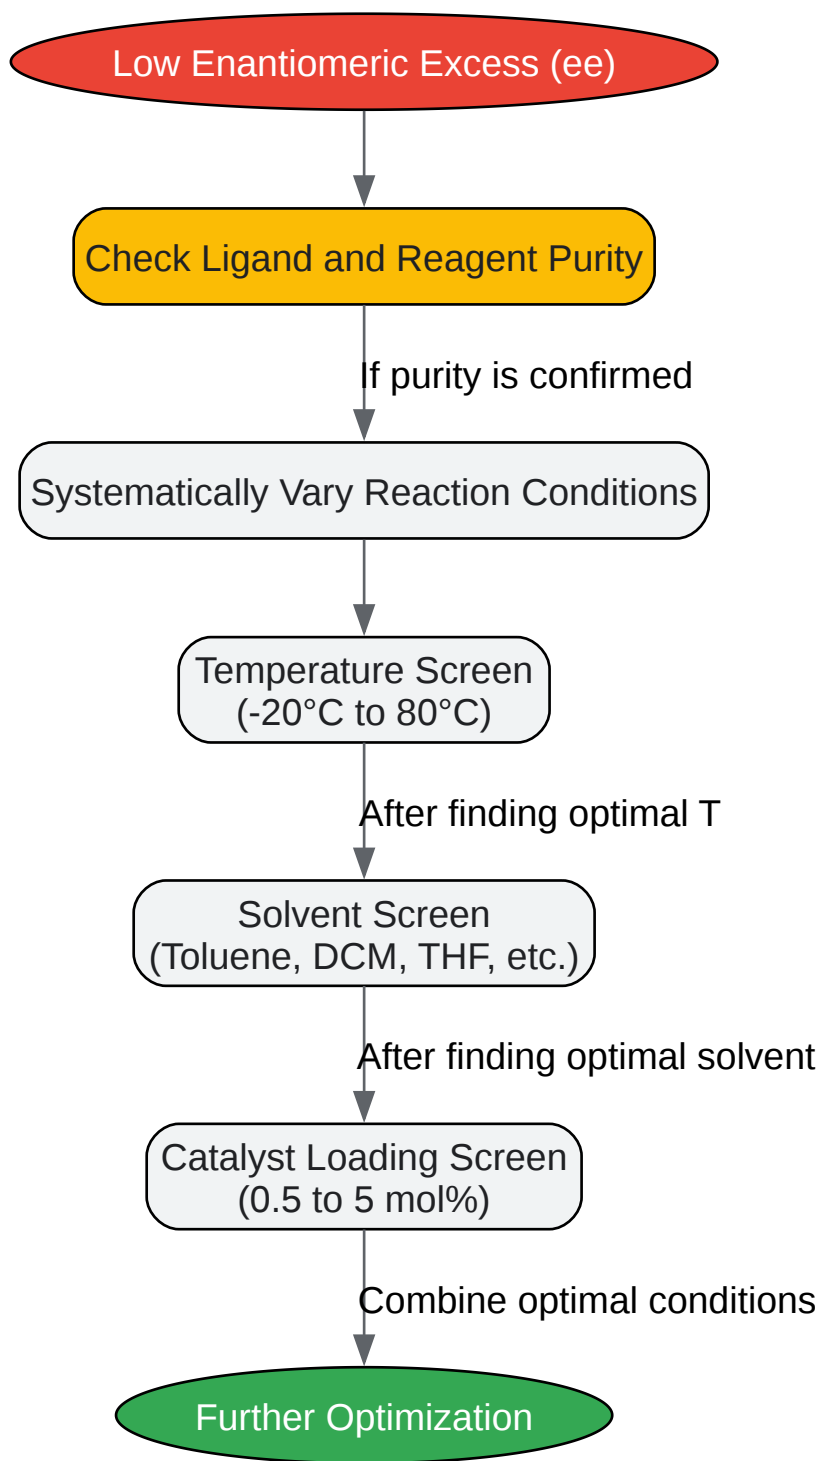 Low Enantiomeric Excess (ee)
Check Ligand and Reagent Purity
If purity is confirmed
Systematically Vary Reaction Conditions
Temperature Screen
(-20°C to 80°C)
After finding optimal T
Solvent Screen
(Toluene, DCM, THF, etc.)
After finding optimal solvent
Catalyst Loading Screen
(0.5 to 5 mol%)
Combine optimal conditions
Further Optimization